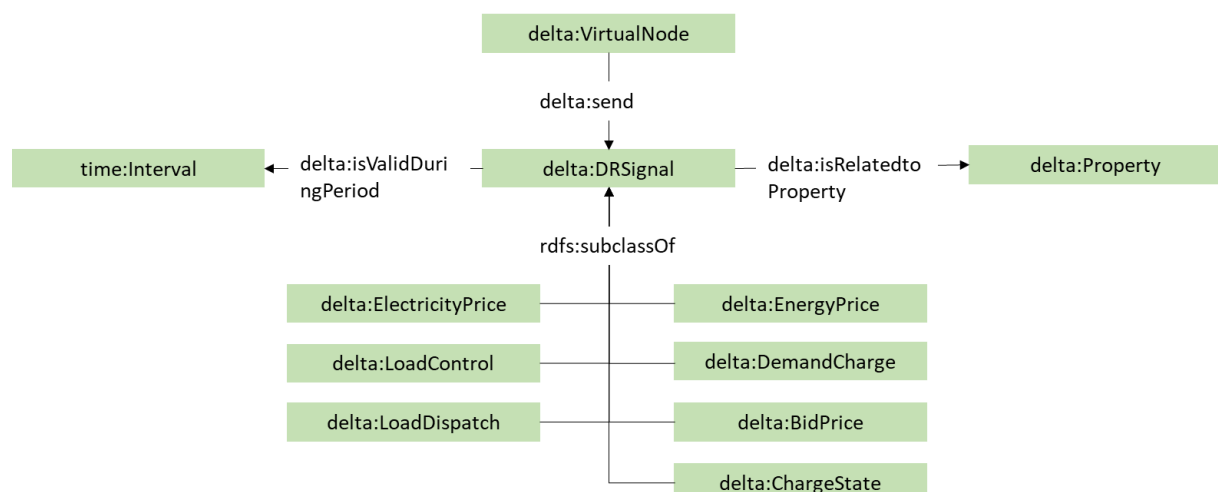 delta:VirtualNode
delta:send
time:Interval
delta:isValidDuri
ngPeriod
delta:DRSignal
delta:isRelatedto
Property
delta:Property
rdfs:subclassOf
delta:ElectricityPrice
delta:EnergyPrice
delta:LoadControl
delta:DemandCharge
delta:LoadDispatch
delta:BidPrice
delta:ChargeState